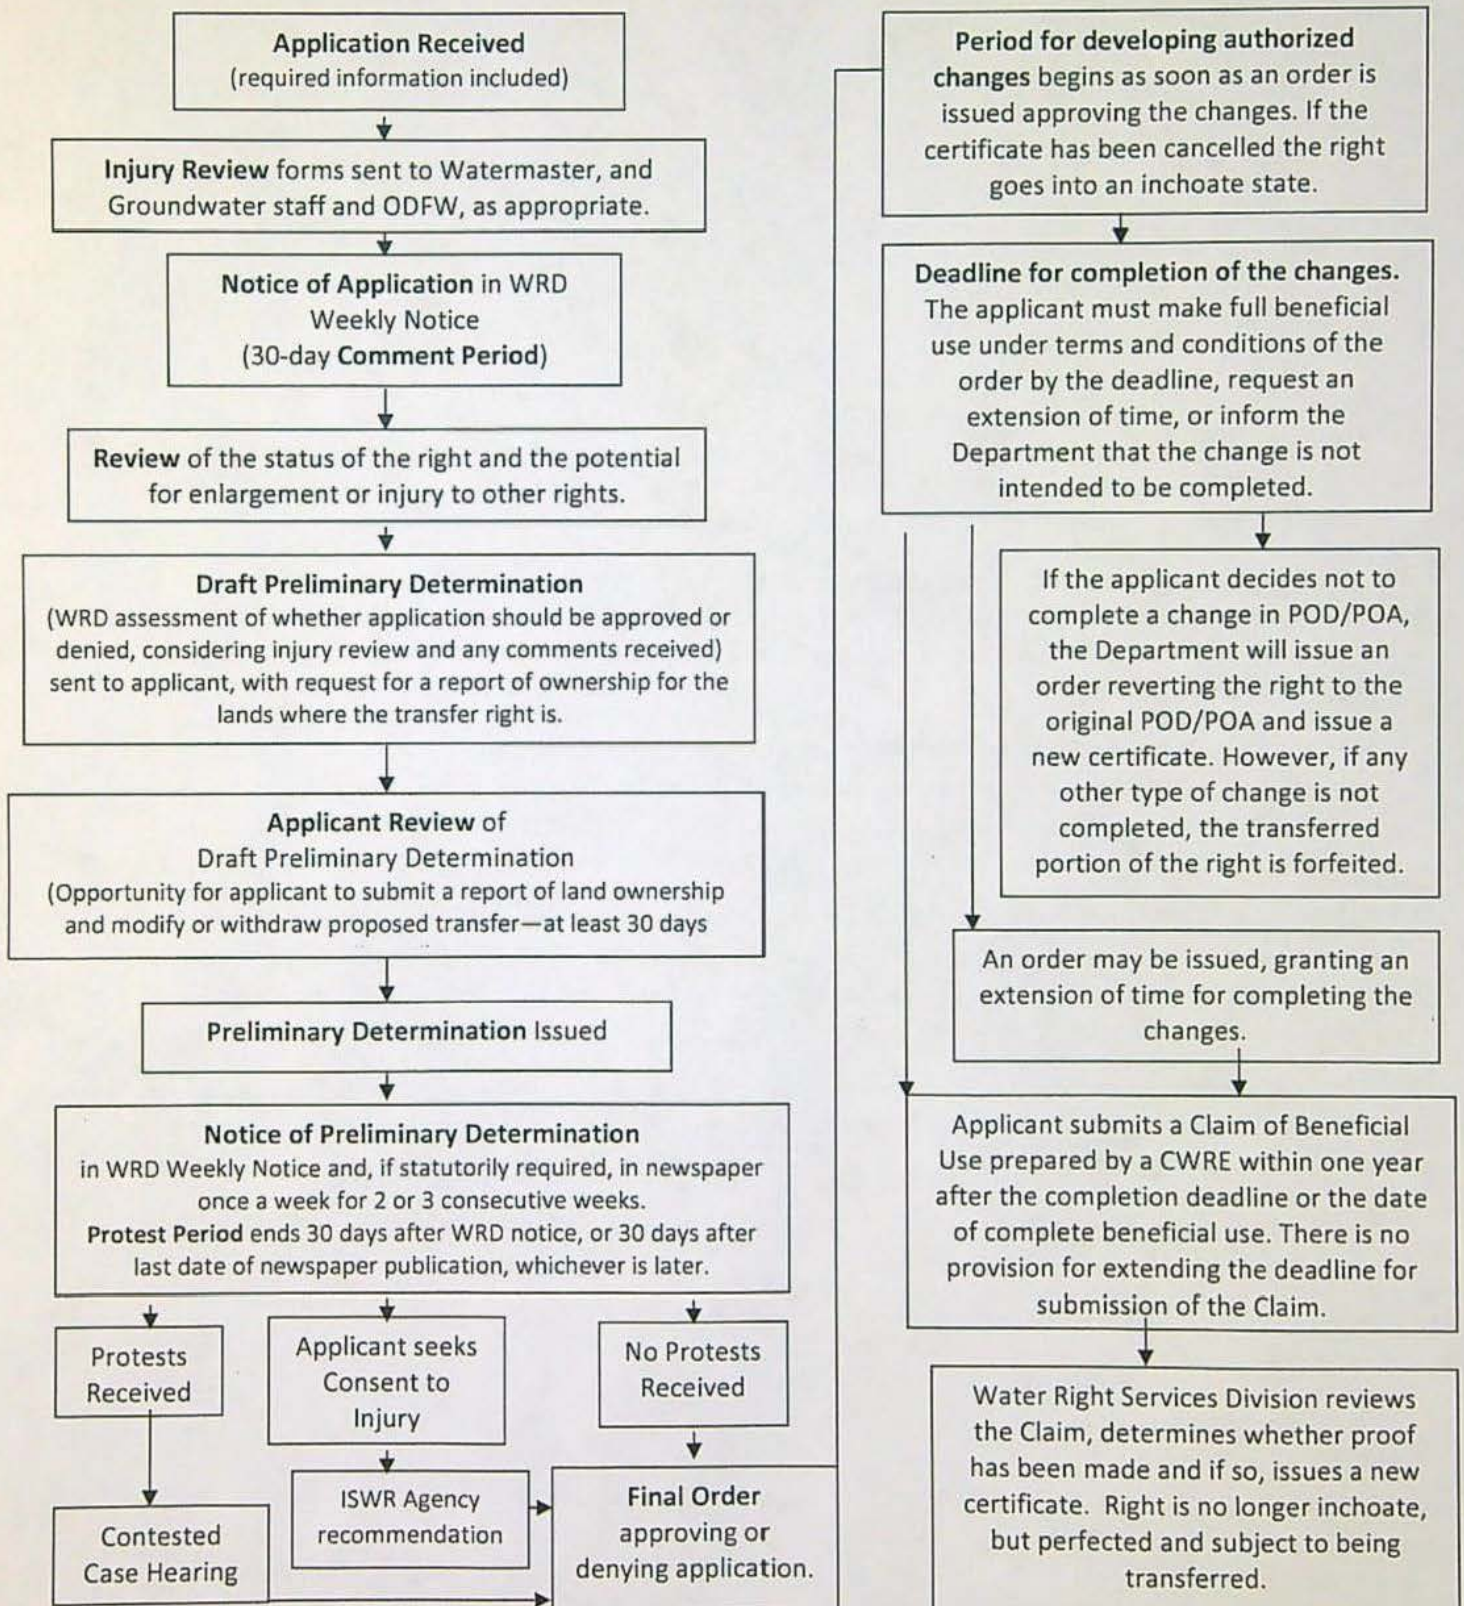 Application Received
(required information included)
Injury Review forms sent to Watermaster, and
Groundwater staff and ODFW, as appropriate.
Notice of Application in WRD
Weekly Notice
(30-day Comment Period)
Review of the status of the right and the potential
for enlargement or injury to other rights.
Draft Preliminary Determination
(WRD assessment of whether application should be approved or
denied, considering injury review and any comments received)
sent to applicant, with request for a report of ownership for the
lands where the transfer right is.
Applicant Review of
Draft Preliminary Determination
(Opportunity for applicant to submit a report of land ownership
and modify or withdraw proposed transfer—at least 30 days
Preliminary Determination Issued
Notice of Preliminary Determination
in WRD Weekly Notice and, if statutorily required, in newspaper
once a week for 2 or 3 consecutive weeks.
Protest Period ends 30 days after WRD notice, or 30 days after
last date of newspaper publication, whichever is later.
Protests
Received
Applicant seeks
Consent to
Injury
No Protests
Received
Contested
Case Hearing
ISWR Agency
recommendation
Final Order
approving or
denying application.
Period for developing authorized
changes begins as soon as an order is
issued approving the changes. If the
certificate has been cancelled the right
goes into an inchoate state.
Deadline for completion of the changes.
The applicant must make full beneficial
use under terms and conditions of the
order by the deadline, request an
extension of time, or inform the
Department that the change is not
intended to be completed.
If the applicant decides not to
complete a change in POD/POA,
the Department will issue an
order reverting the right to the
original POD/POA and issue a
new certificate. However, if any
other type of change is not
completed, the transferred
portion of the right is forfeited.
An order may be issued, granting an
extension of time for completing the
changes.
Applicant submits a Claim of Beneficial
Use prepared by a CWRE within one year
after the completion deadline or the date
of complete beneficial use. There is no
provision for extending the deadline for
submission of the Claim.
Water Right Services Division reviews
the Claim, determines whether proof
has been made and if so, issues a new
certificate. Right is no longer inchoate,
but perfected and subject to being
transferred.